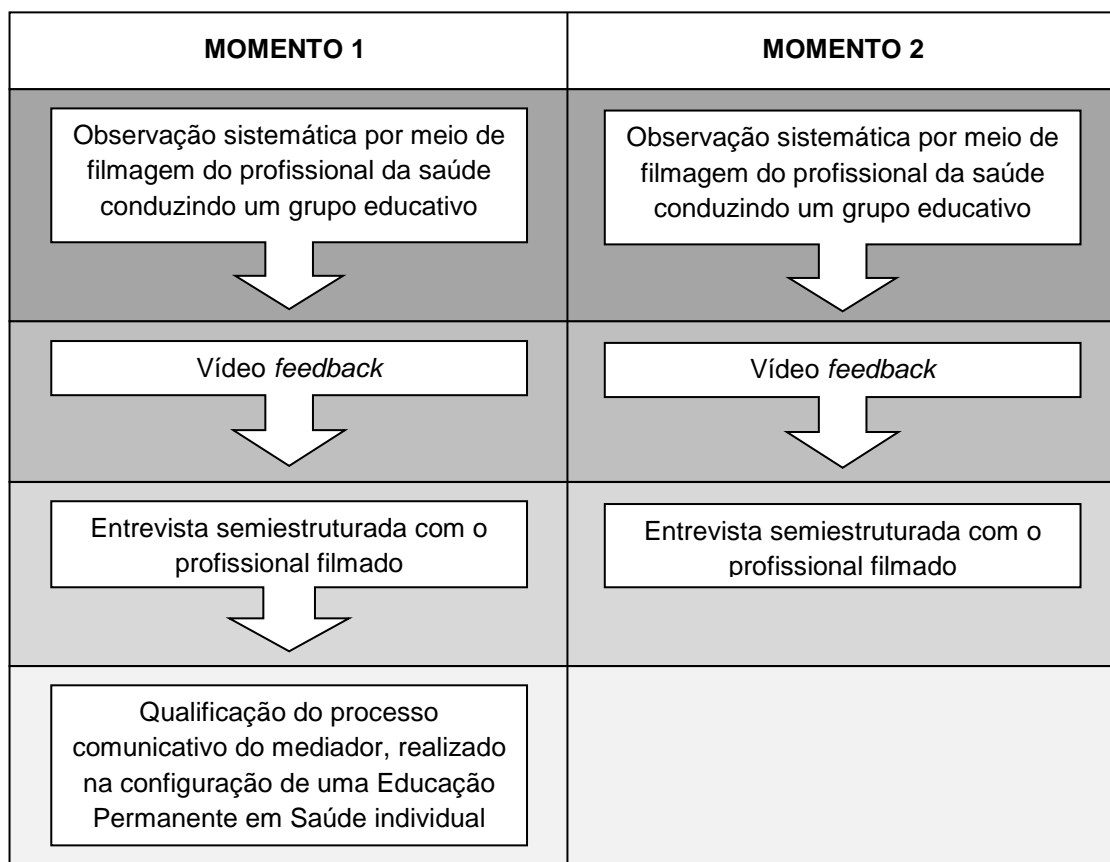 MOMENTO 1
MOMENTO 2
Observação sistemática por meio de
filmagem do profissional da saúde
conduzindo um grupo educativo
Observação sistemática por meio de
filmagem do profissional da saúde
conduzindo um grupo educativo
Vídeo feedback
Vídeo feedback
Entrevista semiestruturada com o
profissional filmado
Entrevista semiestruturada com o
profissional filmado
Qualificação do processo
comunicativo do mediador, realizado
na configuração de uma Educação
Permanente em Saúde individual